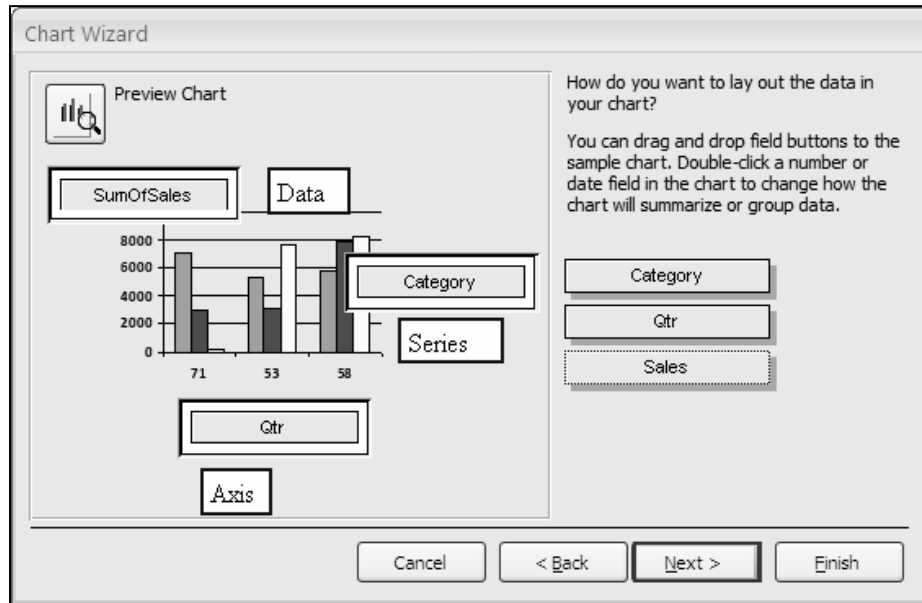 Chart Wizard
Preview Chart
How do you want to lay out the data in
your chart?
You can drag and drop field buttons to the
sample chart. Double-click a number or
date field in the chart to change how the
chart will summarize or group data.
SumOfSales
Data
8000
6000
4000
2000
0
71 53 58
Category
Series
Qtr
Axis
Category
Qtr
Sales
Cancel
< Back
Next >
Finish